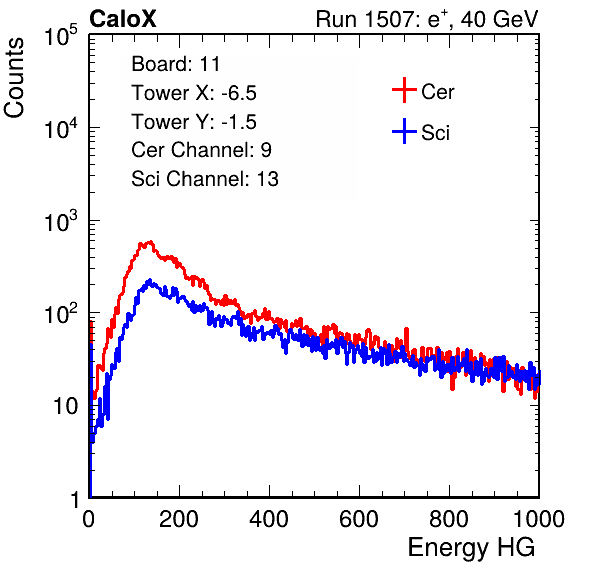 CaloX Run 1507: e⁺, 40 GeV
Counts
Board: 11
Tower X: -6.5
Tower Y: -1.5
Cer Channel: 9
Sci Channel: 13
Cer
Sci
10⁵
10⁴
10³
10²
10
1
0 200 400 600 800 1000
Energy HG